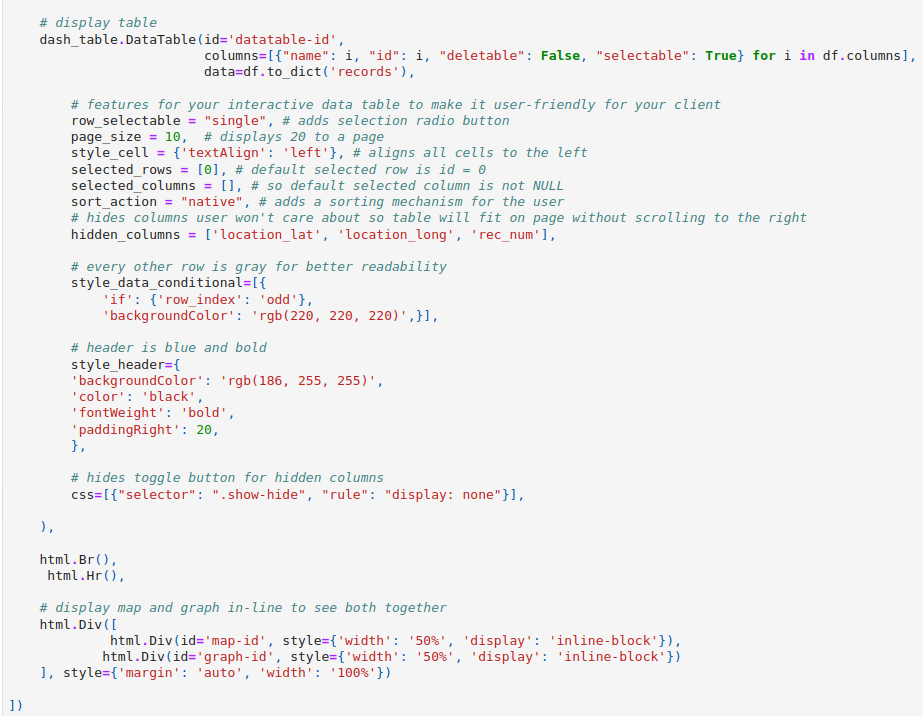 # display table
dash_table.DataTable(id='datatable-id',
columns=[{"name": i, "id": i, "deletable": False, "selectable": True} for i in df.columns],
data=df.to_dict('records'),
# features for your interactive data table to make it user-friendly for your client
row_selectable = "single", # adds selection radio button
page_size = 10,  # displays 20 to a page
style_cell = {'textAlign': 'left'}, # aligns all cells to the left
selected_rows = [0], # default selected row is id = 0
selected_columns = [], # so default selected column is not NULL
sort_action = "native", # adds a sorting mechanism for the user
# hides columns user won't care about so table will fit on page without scrolling to the right
hidden_columns = ['location_lat', 'location_long', 'rec_num'],
# every other row is gray for better readability
style_data_conditional=[{
'if': {'row_index': 'odd'},
'backgroundColor': 'rgb(220, 220, 220)',}],
# header is blue and bold
style_header={
'backgroundColor': 'rgb(186, 255, 255)',
'color': 'black',
'fontWeight': 'bold',
'paddingRight': 20,
},
# hides toggle button for hidden columns
css=[{"selector": ".show-hide", "rule": "display: none"}],
),
html.Br(),
html.Hr(),
# display map and graph in-line to see both together
html.Div([
html.Div(id='map-id', style={'width': '50%', 'display': 'inline-block'}),
html.Div(id='graph-id', style={'width': '50%', 'display': 'inline-block'})
], style={'margin': 'auto', 'width': '100%'})
])